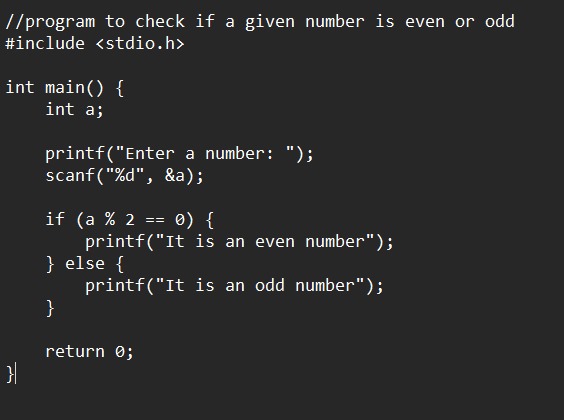 //program to check if a given number is even or odd
#include <stdio.h>

int main() {
    int a;

    printf("Enter a number: ");
    scanf("%d", &a);

    if (a % 2 == 0) {
        printf("It is an even number");
    } else {
        printf("It is an odd number");
    }

    return 0;
}